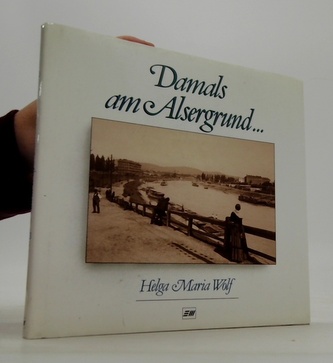 Damals
am Alsergrund...
Helga Maria Wolf